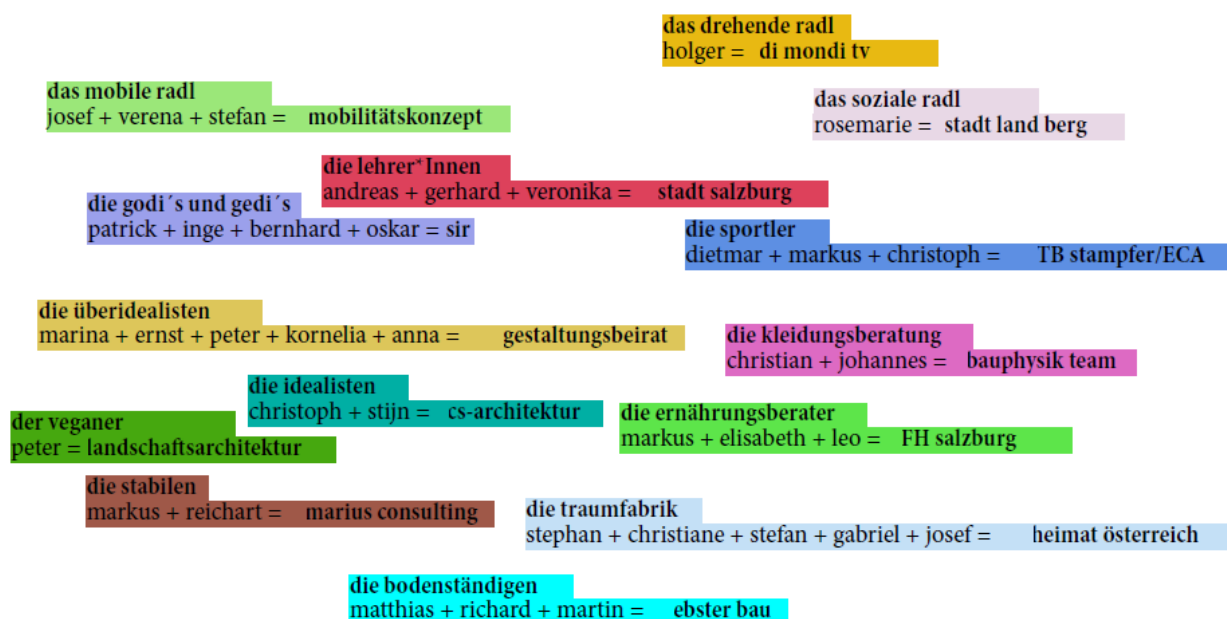 das drehende radl
holger = di mondi tv
das mobile radl
josef + verena + stefan = mobilitätskonzept
das soziale radl
rosemarie = stadt land berg
die lehrer*Innen
andreas + gerhard + veronika = stadt salzburg
die godi´s und gedi´s
patrick + inge + bernhard + oskar = sir
die sportler
dietmar + markus + christoph = TB stampfer/ECA
die überidealisten
marina + ernst + peter + kornelia + anna = gestaltungsbeirat
die kleidungsberatung
christian + johannes = bauphysik team
die idealisten
christoph + stijn = cs-architektur
die ernährungsberater
markus + elisabeth + leo = FH salzburg
der veganer
peter = landschaftsarchitektur
die stabilen
markus + reichart = marius consulting
die traumfabrik
stephan + christiane + stefan + gabriel + josef = heimat österreich
die bodenständigen
matthias + richard + martin = ebster bau